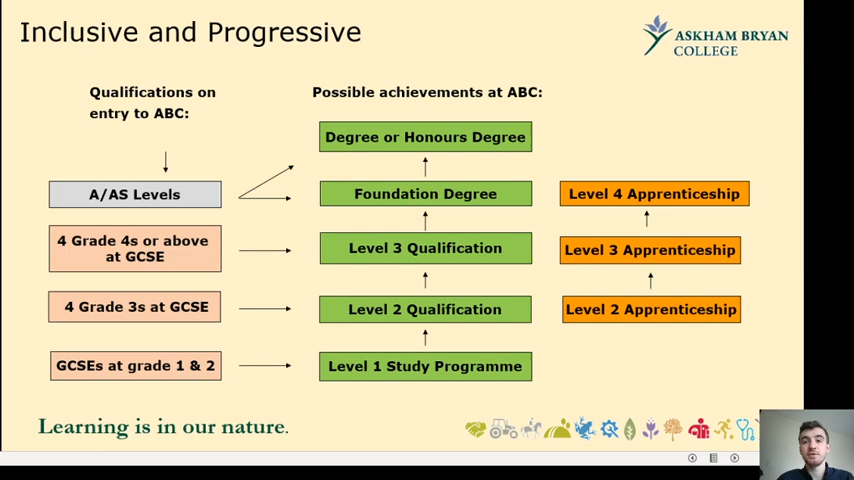 Inclusive and Progressive
ASKHAM BRYAN
COLLEGE
Qualifications on
entry to ABC:
Possible achievements at ABC:
Degree or Honours Degree
A/AS Levels
Foundation Degree
Level 4 Apprenticeship
4 Grade 4s or above
at GCSE
Level 3 Qualification
Level 3 Apprenticeship
4 Grade 3s at GCSE
Level 2 Qualification
Level 2 Apprenticeship
GCSEs at grade 1 & 2
Level 1 Study Programme
Learning is in our nature.